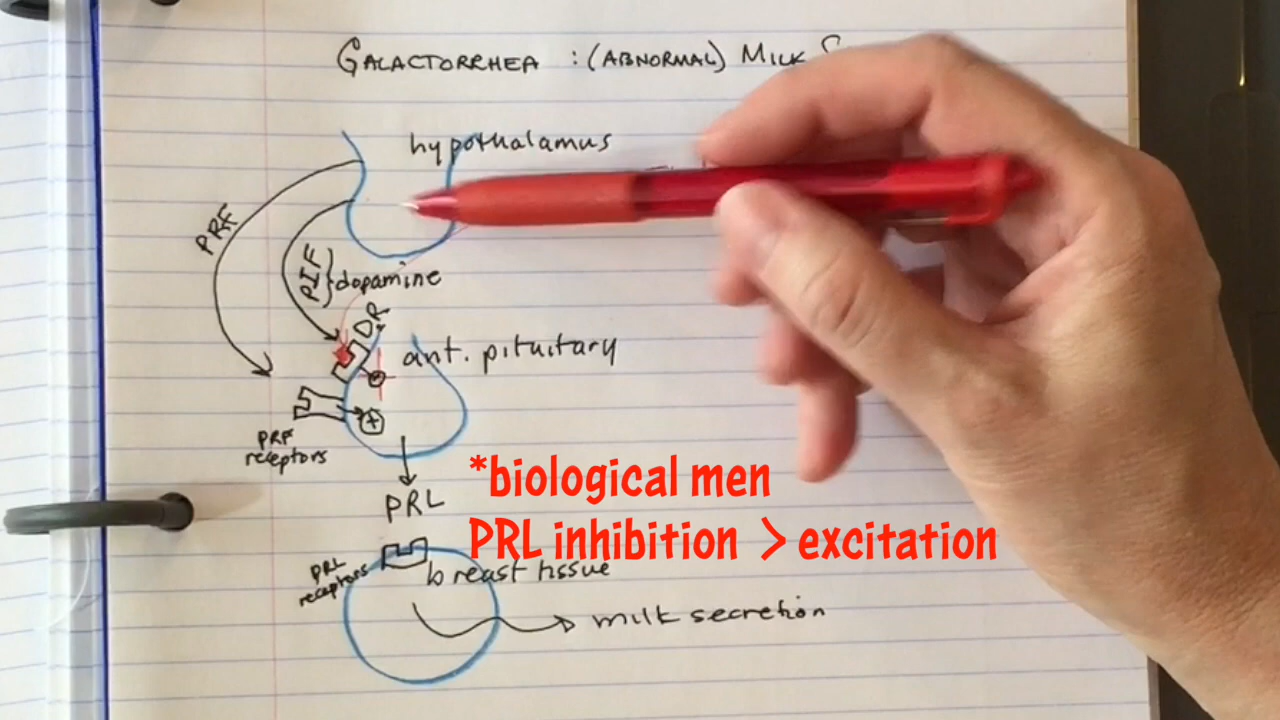 GALACTORRHEA : (ABNORMAL) MILK
hypothalamus
PRF
PIF } dopamine
DR
ant. pituitary
PRF
receptors
+
PRL
*biological men
PRL inhibition > excitation
PRL
receptors
breast tissue
milk secretion